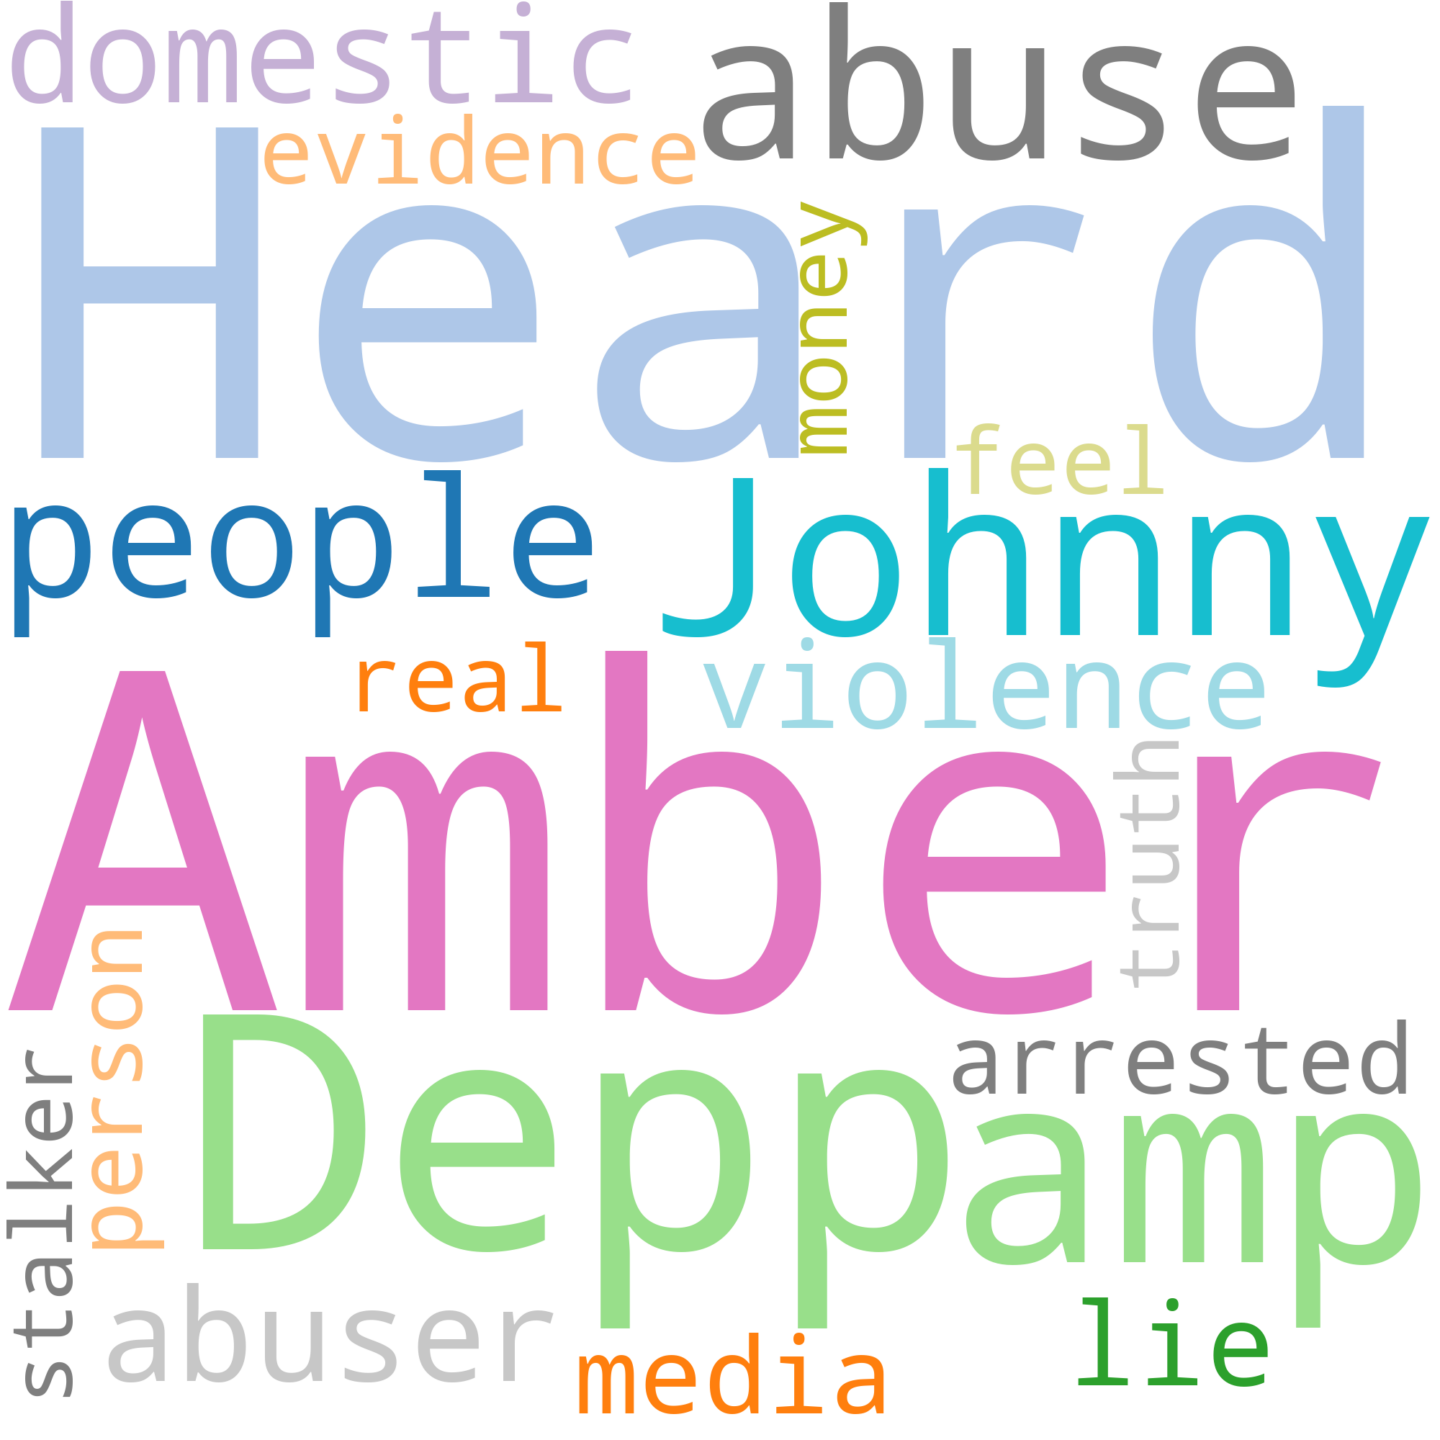 domestic
abuse
evidence
Heard
money
feel
people
Johnny
real
violence
Amber
truth
person
stalker
Depp
arrested
amp
abuser
media
lie